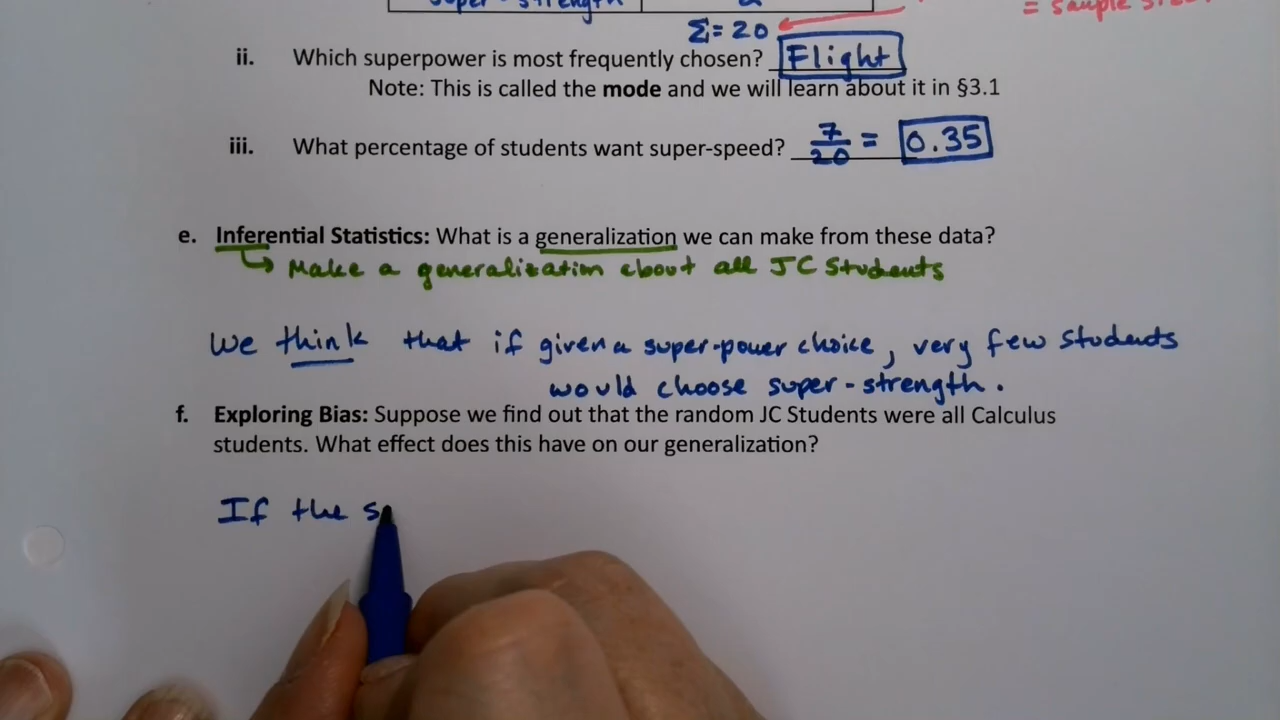 super-strength
= sample size
Σ = 20
ii. Which superpower is most frequently chosen? Flight
Note: This is called the mode and we will learn about it in §3.1
iii. What percentage of students want super-speed? 7/20 = 0.35
e. Inferential Statistics: What is a generalization we can make from these data?
↳ Make a generalization about all JC Students
We think that if given a super-power choice, very few students
would choose super-strength.
f. Exploring Bias: Suppose we find out that the random JC Students were all Calculus
students. What effect does this have on our generalization?
If the s